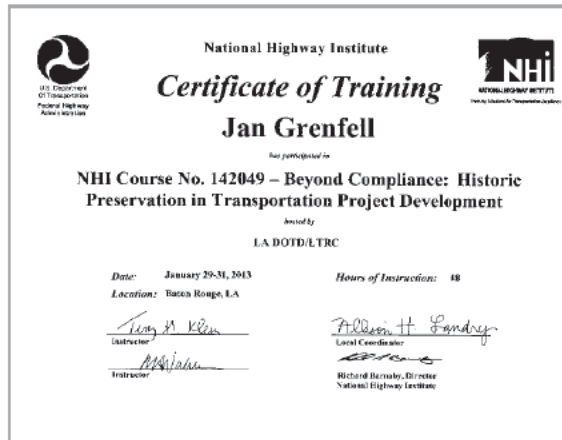 National Highway Institute
U.S. Department
Of Transportation
Federal Highway
Administration
NHi
NATIONAL HIGHWAY INSTITUTE
Certificate of Training
Jan Grenfell
has participated in
NHI Course No. 142049 – Beyond Compliance: Historic
Preservation in Transportation Project Development
hosted by
LA DOTD/LTRC
Date: January 29-31, 2013
Hours of Instruction: 18
Location: Baton Rouge, LA
Instructor
Allison H. Landry
Local Coordinator
Instructor
Richard Barnaby, Director
National Highway Institute